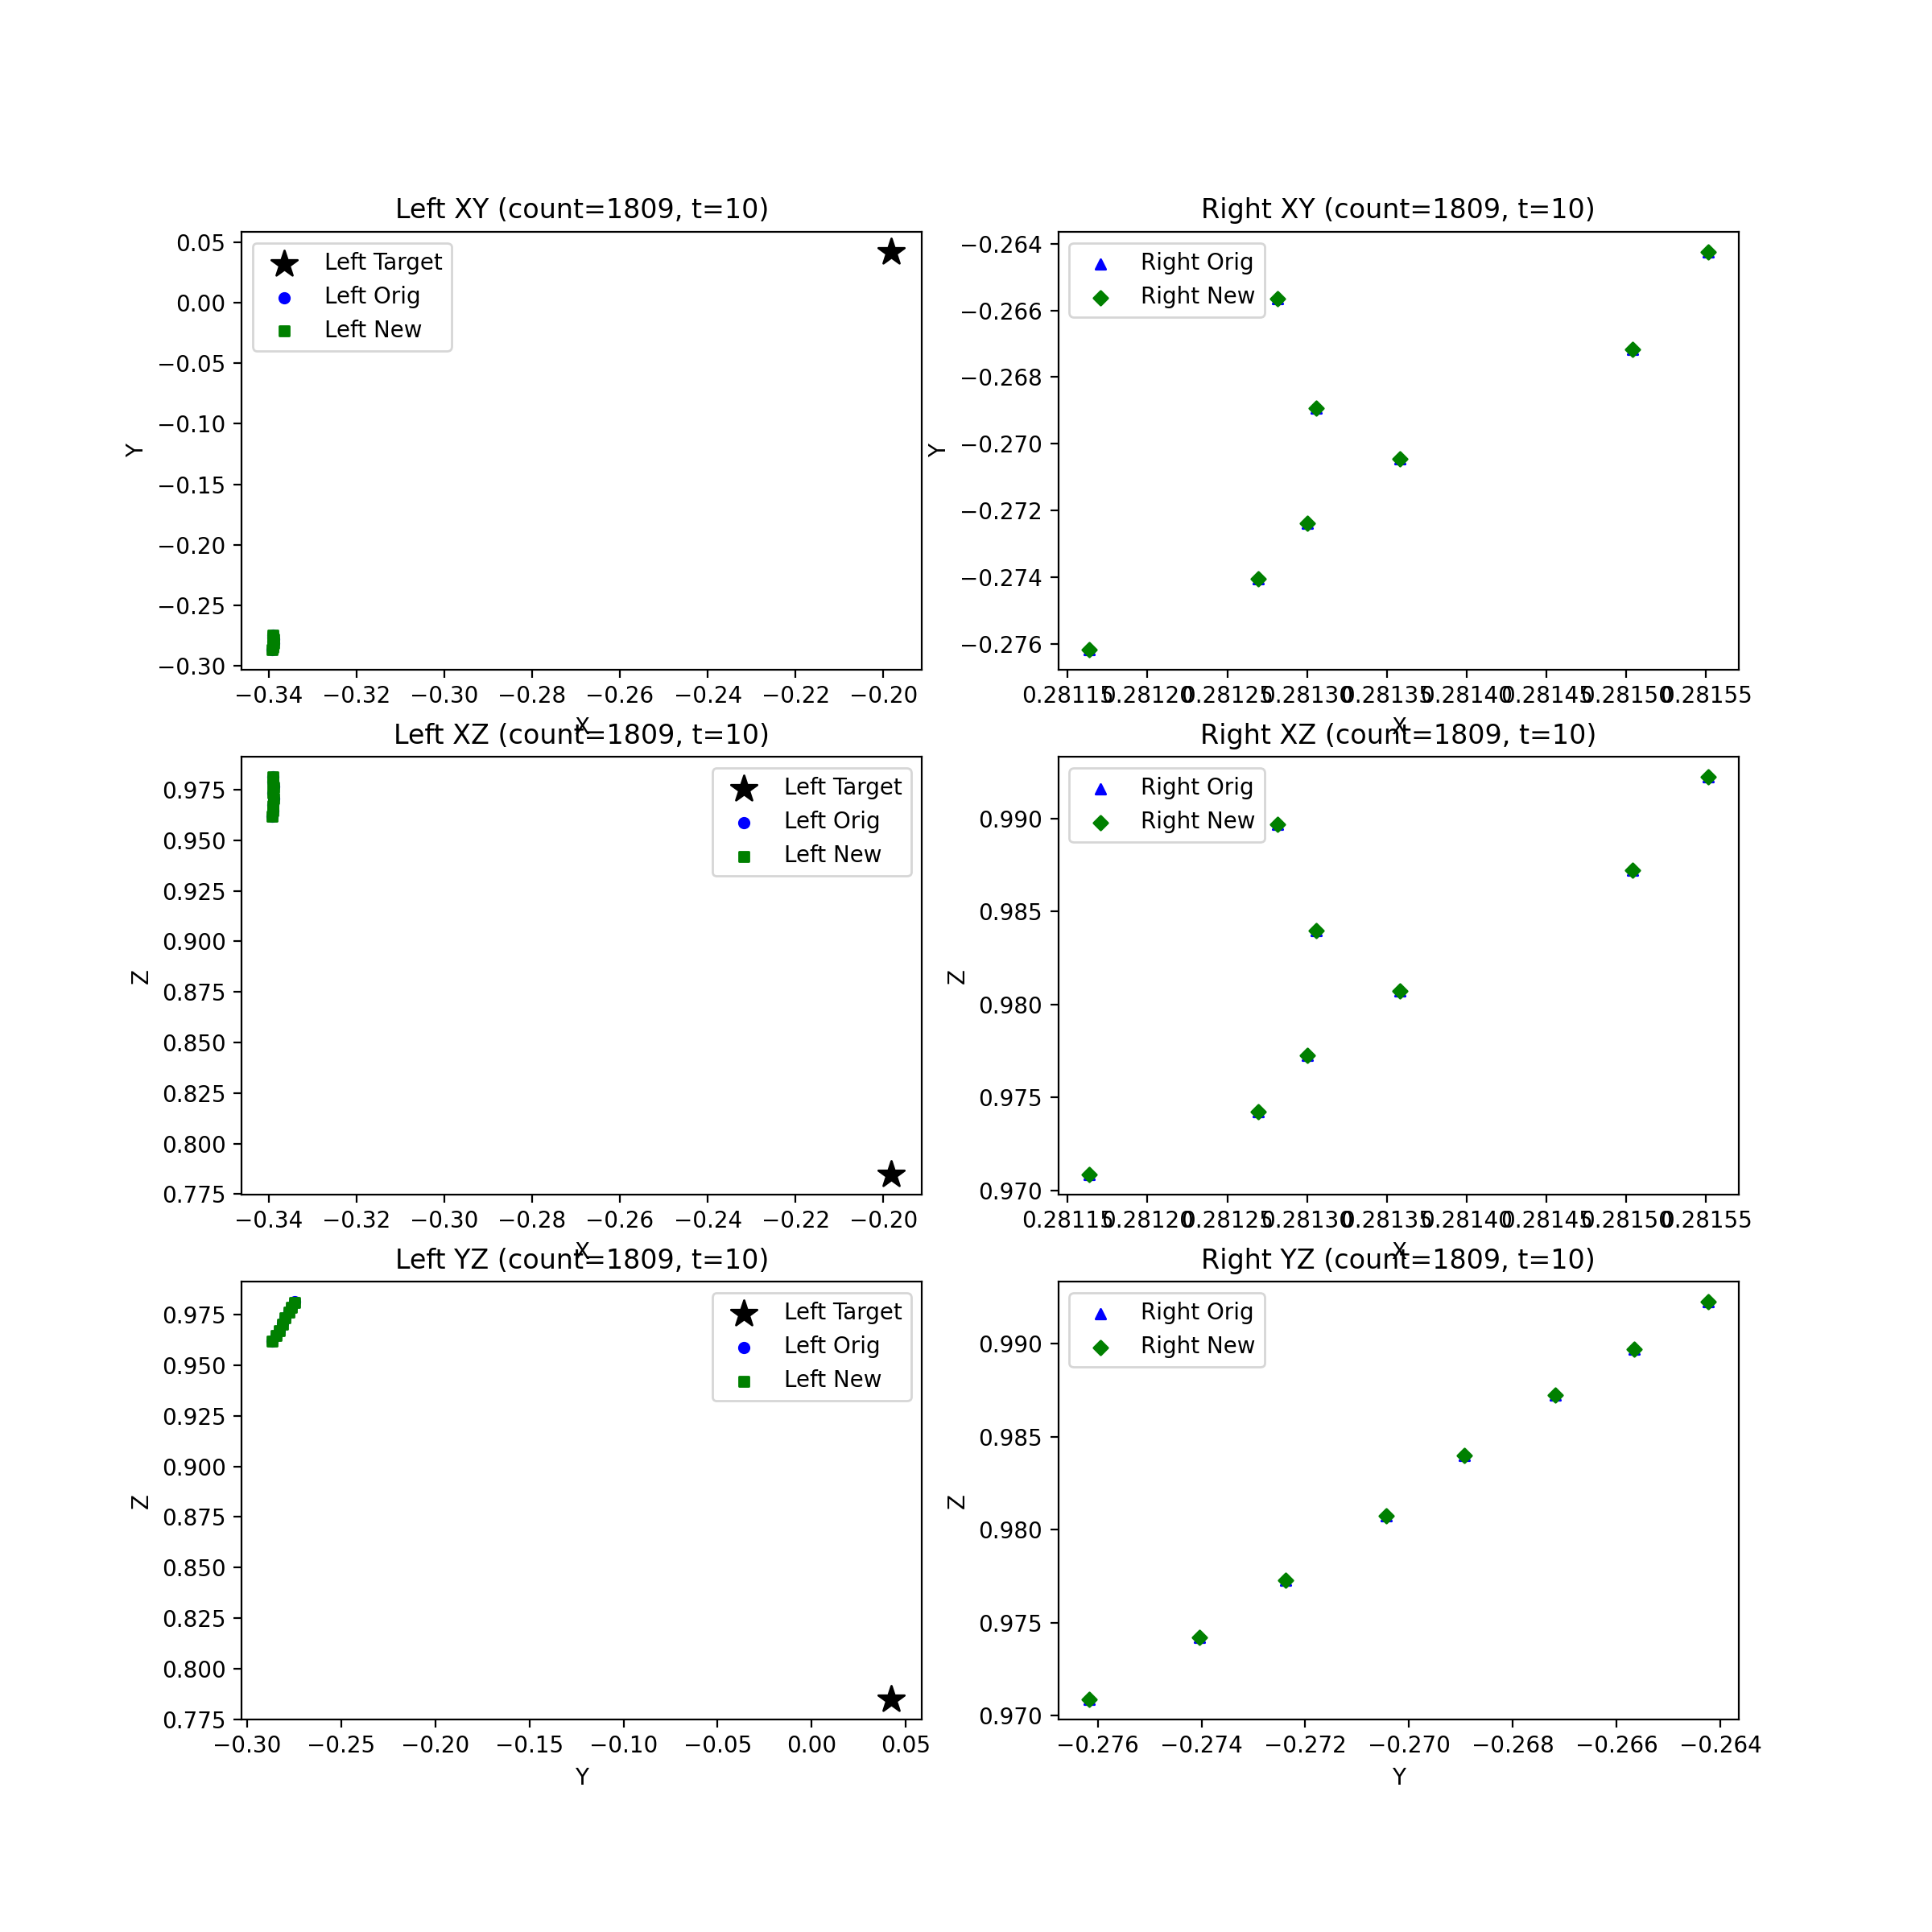 Left XY (count=1809, t=10)
Left Target
Left Orig
Left New
0.05
0.00
−0.05
−0.10
−0.15
−0.20
−0.25
−0.30
Y
−0.34 −0.32 −0.30 −0.28 −0.26 −0.24 −0.22 −0.20
X
Right XY (count=1809, t=10)
Right Orig
Right New
−0.264
−0.266
−0.268
−0.270
−0.272
−0.274
−0.276
Y
0.28115 0.28120 0.28125 0.28130 0.28135 0.28140 0.28145 0.28150 0.28155
X
Left XZ (count=1809, t=10)
Left Target
Left Orig
Left New
0.975
0.950
0.925
0.900
0.875
0.850
0.825
0.800
0.775
Z
−0.34 −0.32 −0.30 −0.28 −0.26 −0.24 −0.22 −0.20
X
Right XZ (count=1809, t=10)
Right Orig
Right New
0.990
0.985
0.980
0.975
0.970
Z
0.28115 0.28120 0.28125 0.28130 0.28135 0.28140 0.28145 0.28150 0.28155
X
Left YZ (count=1809, t=10)
Left Target
Left Orig
Left New
0.975
0.950
0.925
0.900
0.875
0.850
0.825
0.800
0.775
Z
−0.30 −0.25 −0.20 −0.15 −0.10 −0.05 0.00 0.05
Y
Right YZ (count=1809, t=10)
Right Orig
Right New
0.990
0.985
0.980
0.975
0.970
Z
−0.276 −0.274 −0.272 −0.270 −0.268 −0.266 −0.264
Y